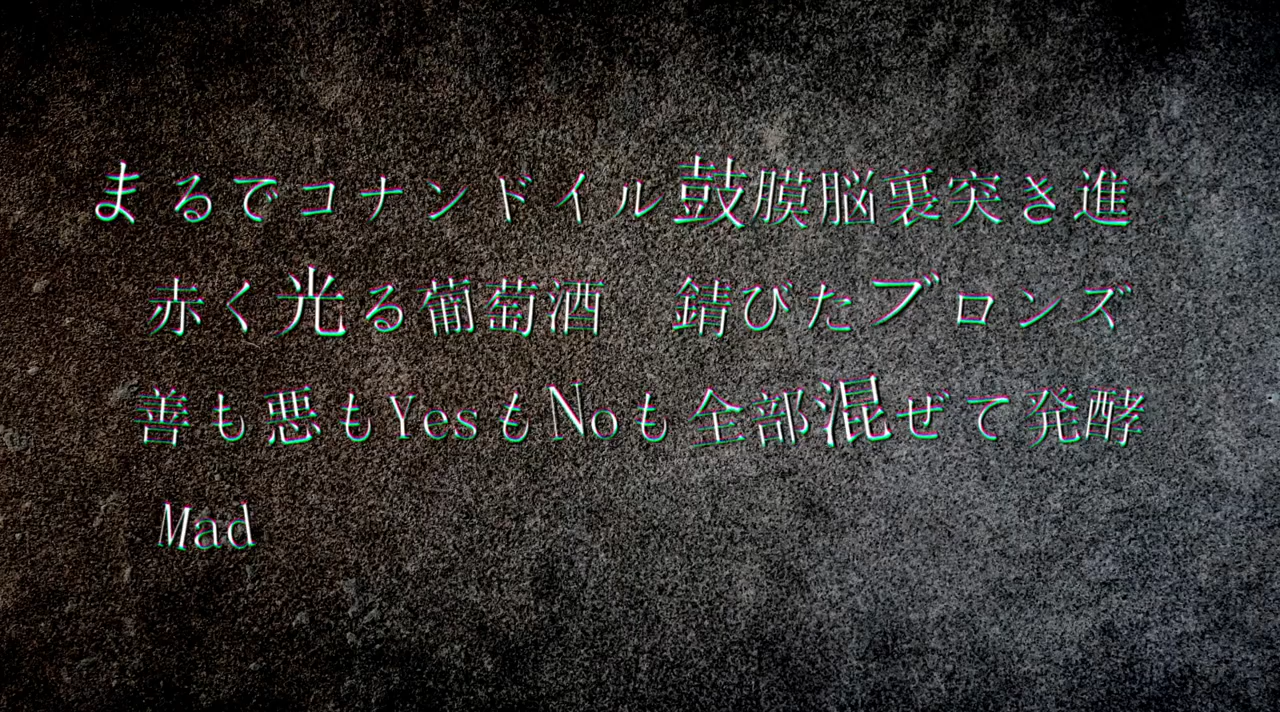 まるでコナンドイル鼓膜脳裏突き進
赤く光る葡萄酒　錆びたブロンズ
善も悪もYesもNoも全部混ぜて発酵
Mad